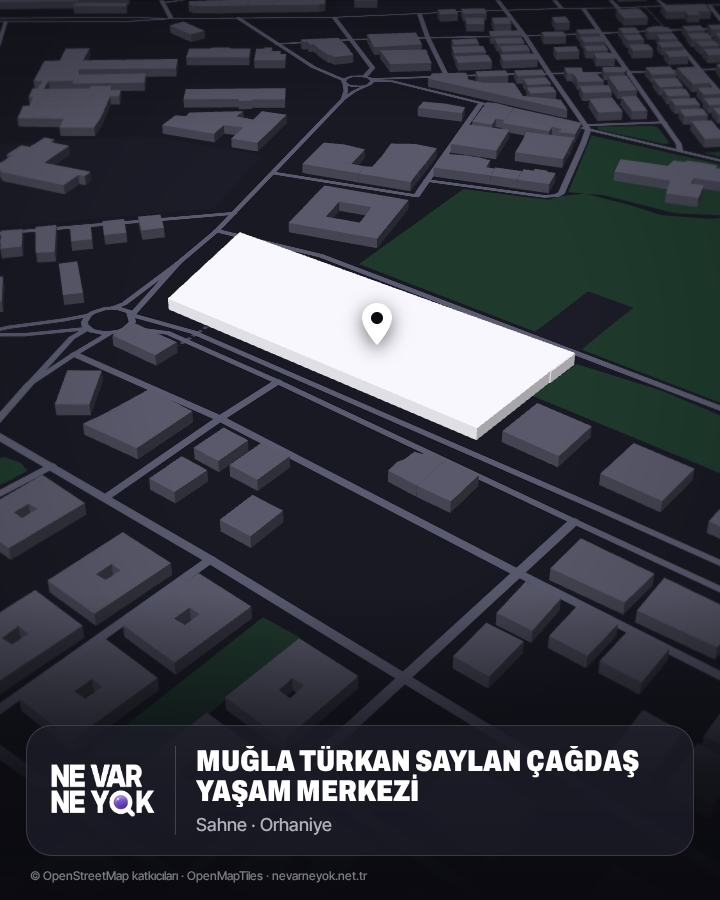 NE VAR
NE YOK
MUĞLA TÜRKAN SAYLAN ÇAĞDAŞ
YAŞAM MERKEZİ
Sahne · Orhaniye
© OpenStreetMap katkıcıları · OpenMapTiles · nevarneyok.net.tr